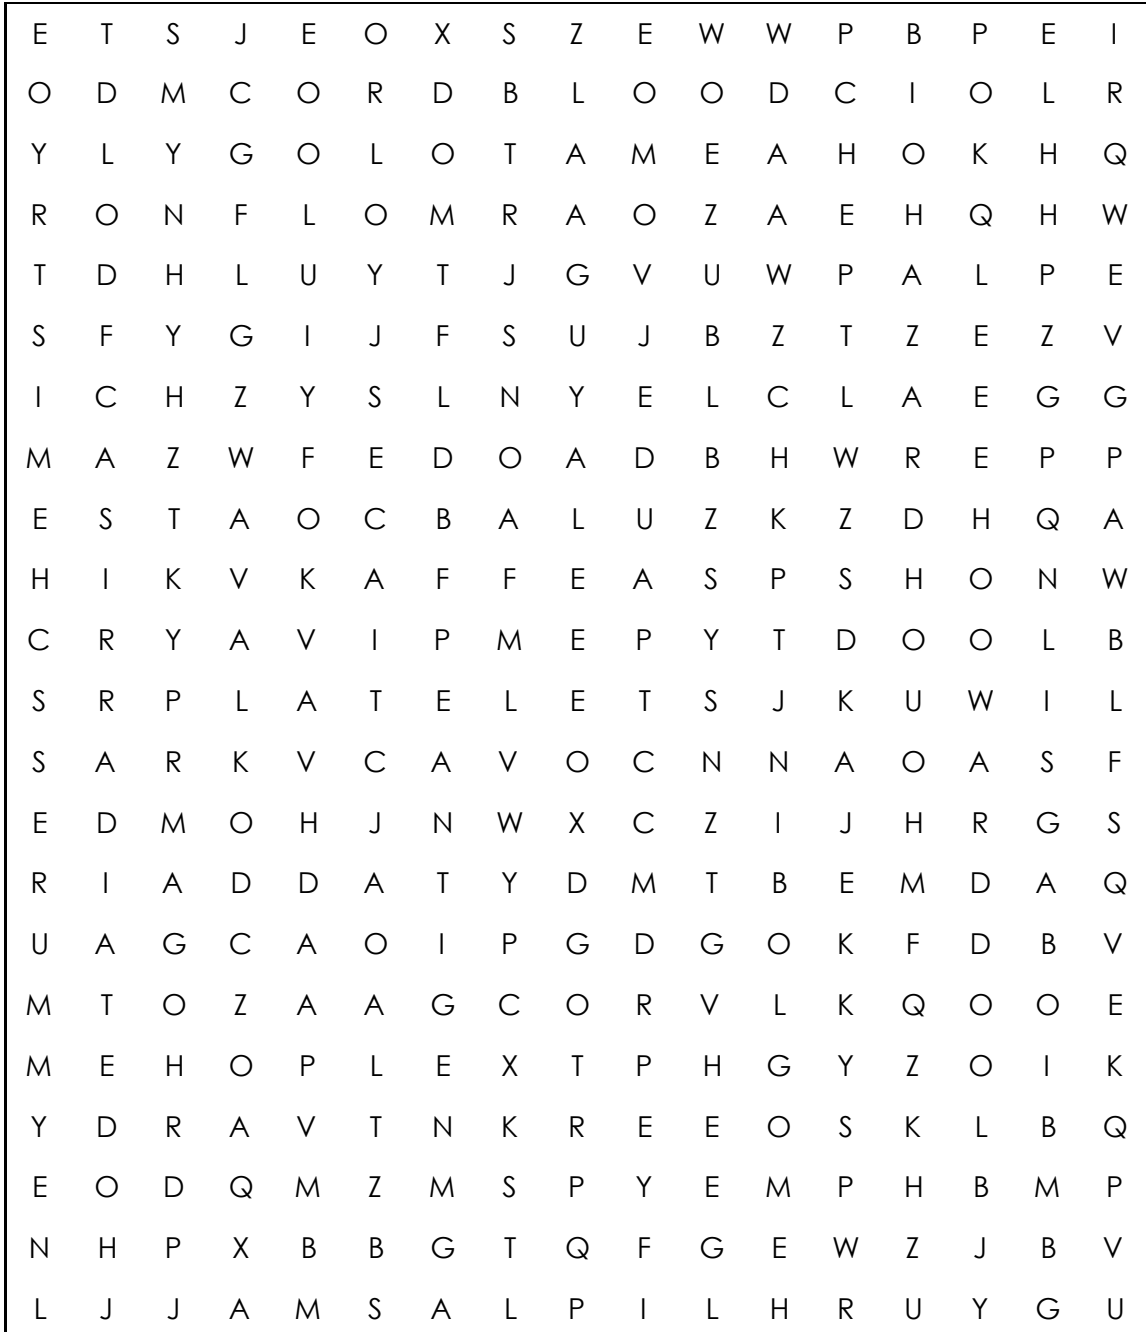 E T S J E O X S Z E W W P B P E I
O D M C O R D B L O O D C I O L R
Y L Y G O L O T A M E A H O K H Q
R O N F L O M R A O Z A E H Q H W
T D H L U Y T J G V U W P A L P E
S F Y G I J F S U J B Z T Z E Z V
I C H Z Y S L N Y E L C L A E G G
M A Z W F E D O A D B H W R E P P
E S T A O C B A L U Z K Z D H Q A
H I K V K A F F E A S P S H O N W
C R Y A V I P M E P Y T D O O L B
S R P L A T E L E T S J K U W I L
S A R K V C A V O C N N A O A S F
E D M O H J N W X C Z I J H R G S
R I A D D A T Y D M T B E M D A Q
U A G C A O I P G D G O K F D B V
M T O Z A A G C O R V L K Q O O E
M E H O P L E X T P H G Y Z O I K
Y D R A V T N K R E E O S K L B Q
E O D Q M Z M S P Y E M P H B M P
N H P X B B G T Q F G E W Z J B V
L J J A M S A L P I L H R U Y G U